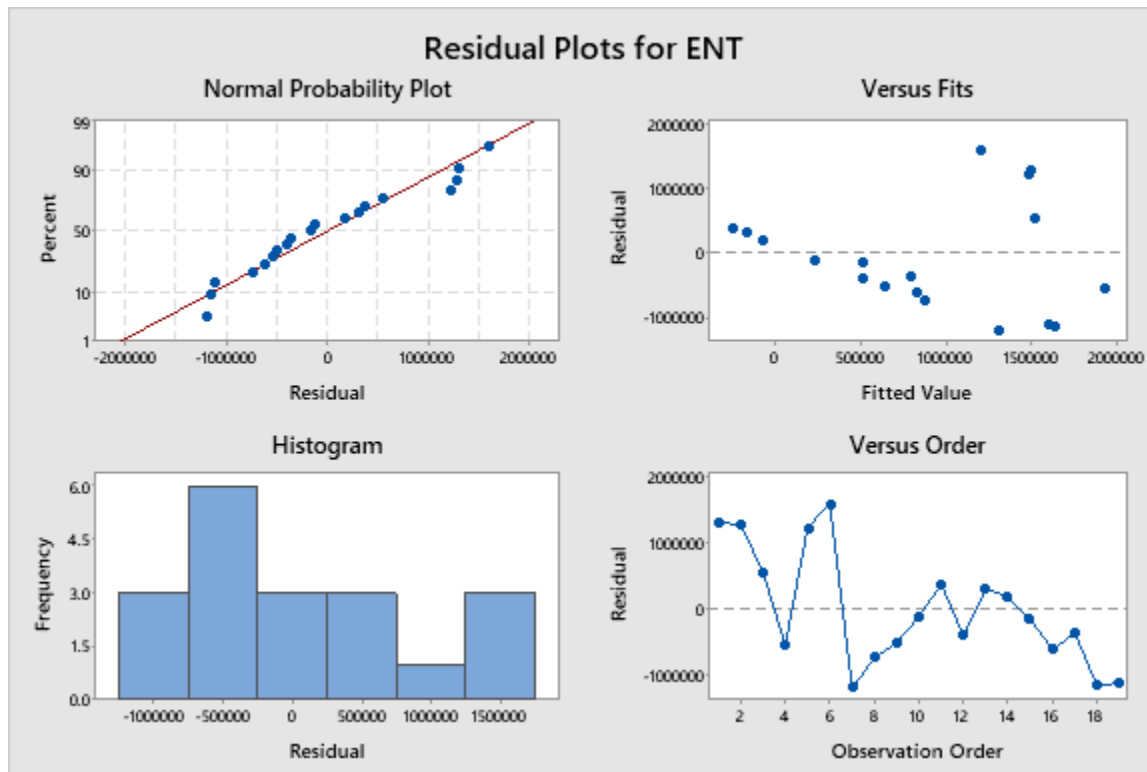 Residual Plots for ENT
Normal Probability Plot
Percent
99
90
50
10
1
-2000000 -1000000 0 1000000 2000000
Residual
Versus Fits
Residual
2000000
1000000
0
-1000000
0 500000 1000000 1500000 2000000
Fitted Value
Histogram
Frequency
6.0
4.5
3.0
1.5
0.0
-1000000 -500000 0 500000 1000000 1500000
Residual
Versus Order
Residual
2000000
1000000
0
-1000000
2 4 6 8 10 12 14 16 18
Observation Order